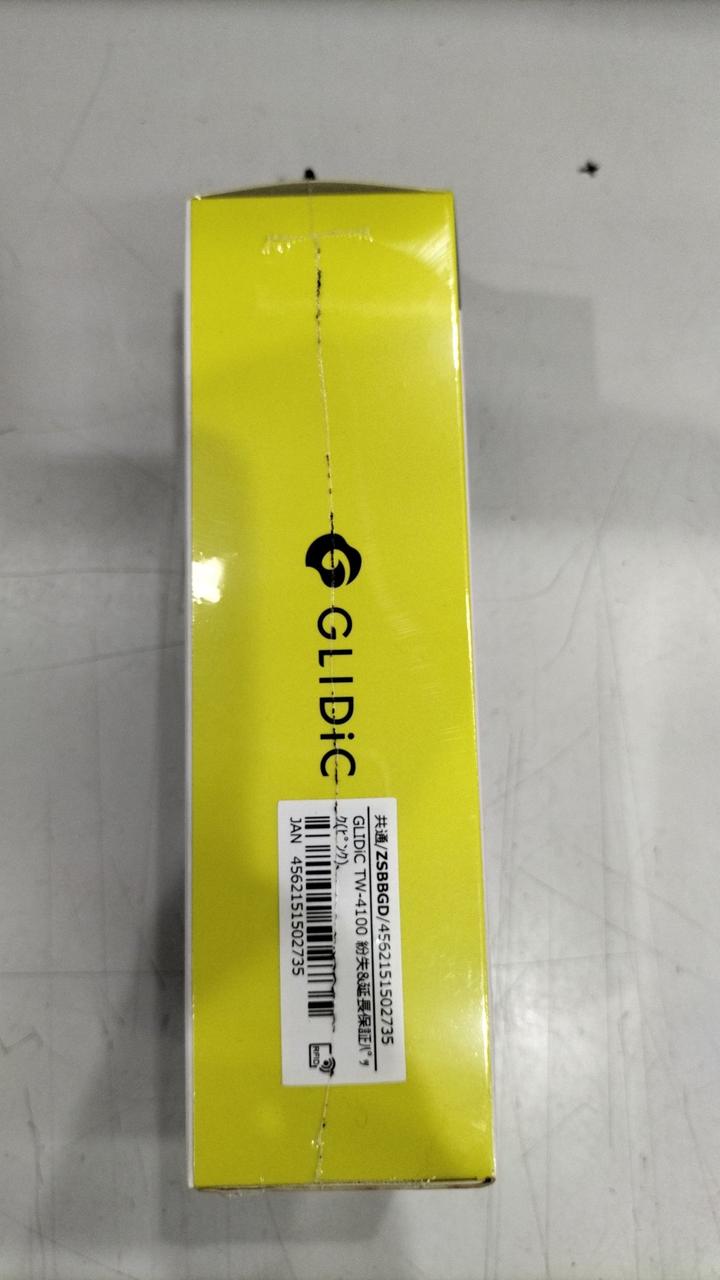 GLIDiC
共通/ZSBBGD/4562151502735
GLIDiC TW-4100 紛失&延長保証ﾊﾟｯ
ｸ(ﾋﾟﾝｸ)
JAN 4562151502735
RFID